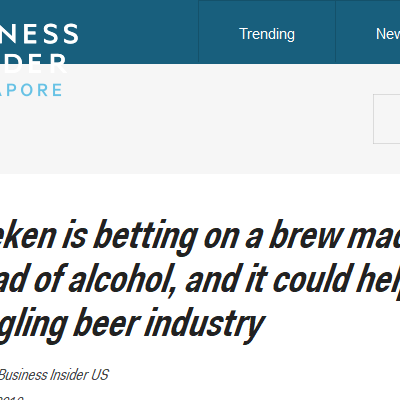 NESS
DER
APORE
Trending
New
eken is betting on a brew mad
ad of alcohol, and it could help
gling beer industry
Business Insider US